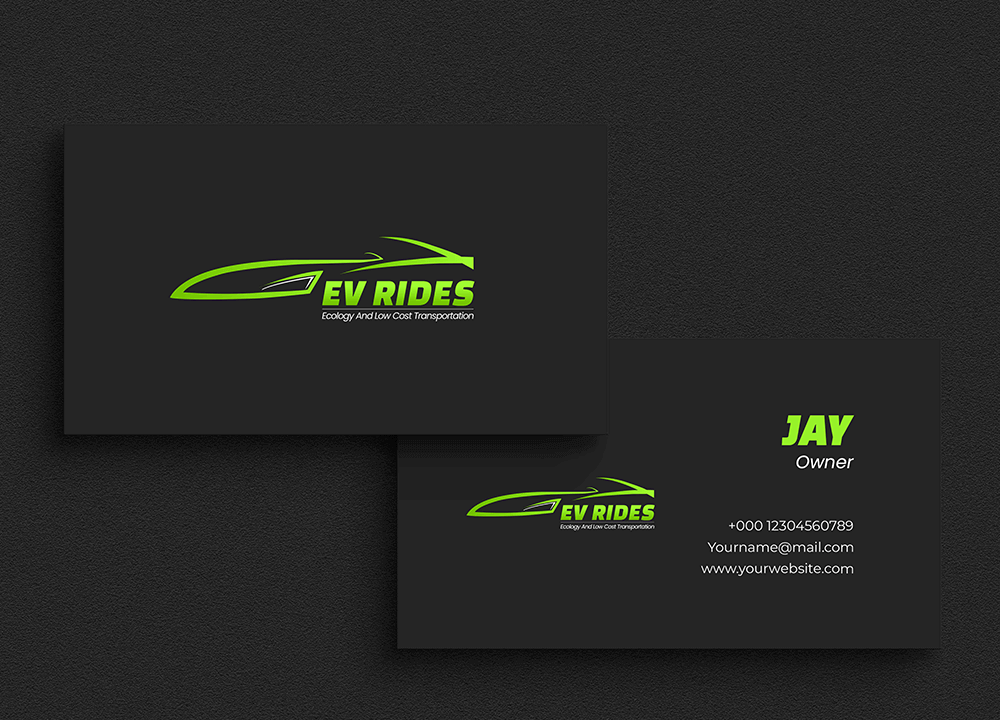 EV RIDES
Ecology And Low Cost Transportation
JAY
Owner
EV RIDES
Ecology And Low Cost Transportation
+000 12304560789
Yourname@mail.com
www.yourwebsite.com